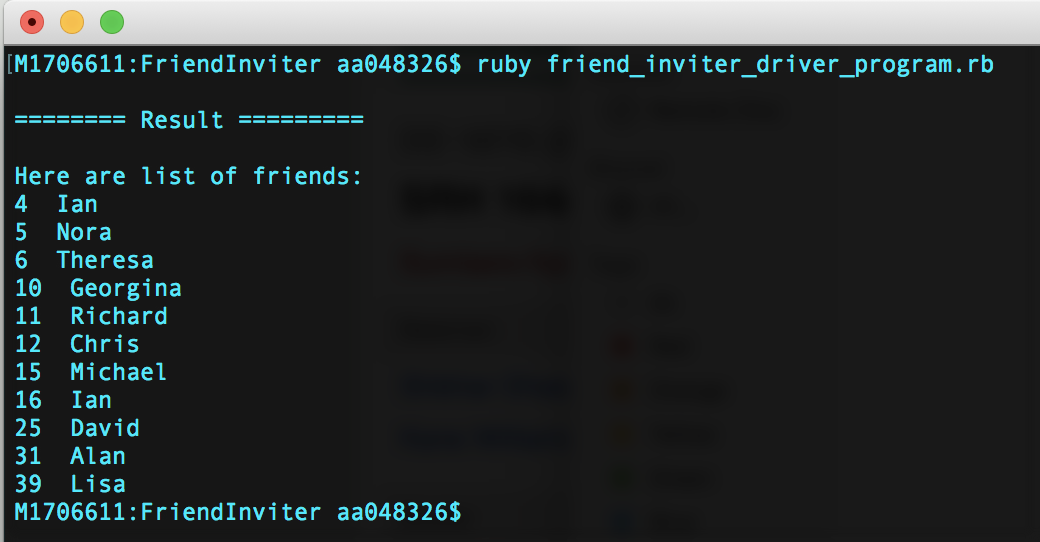 [M1706611:FriendInviter aa048326$ ruby friend_inviter_driver_program.rb
======== Result =========
Here are list of friends:
4  Ian
5  Nora
6  Theresa
10  Georgina
11  Richard
12  Chris
15  Michael
16  Ian
25  David
31  Alan
39  Lisa
M1706611:FriendInviter aa048326$